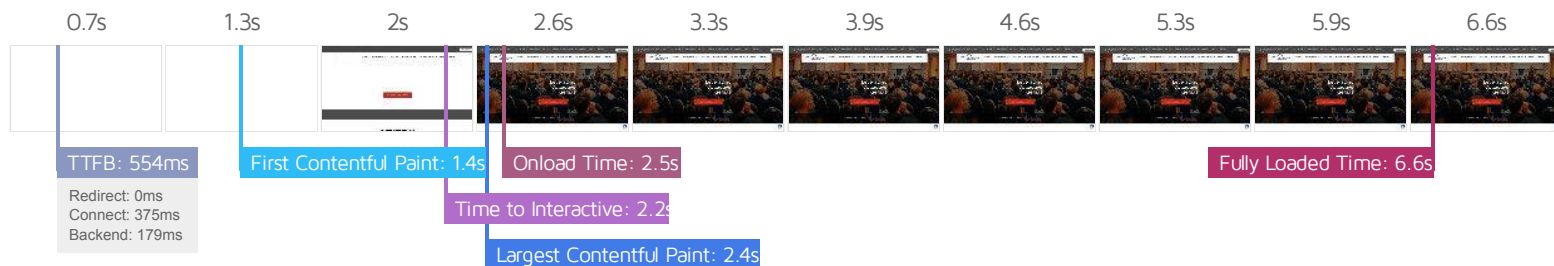 0.7s
1.3s
2s
2.6s
3.3s
3.9s
4.6s
5.3s
5.9s
6.6s
TTFB: 554ms
First Contentful Paint: 1.4s
Onload Time: 2.5s
Fully Loaded Time: 6.6s
Redirect: 0ms
Connect: 375ms
Backend: 179ms
Time to Interactive: 2.2s
Largest Contentful Paint: 2.4s